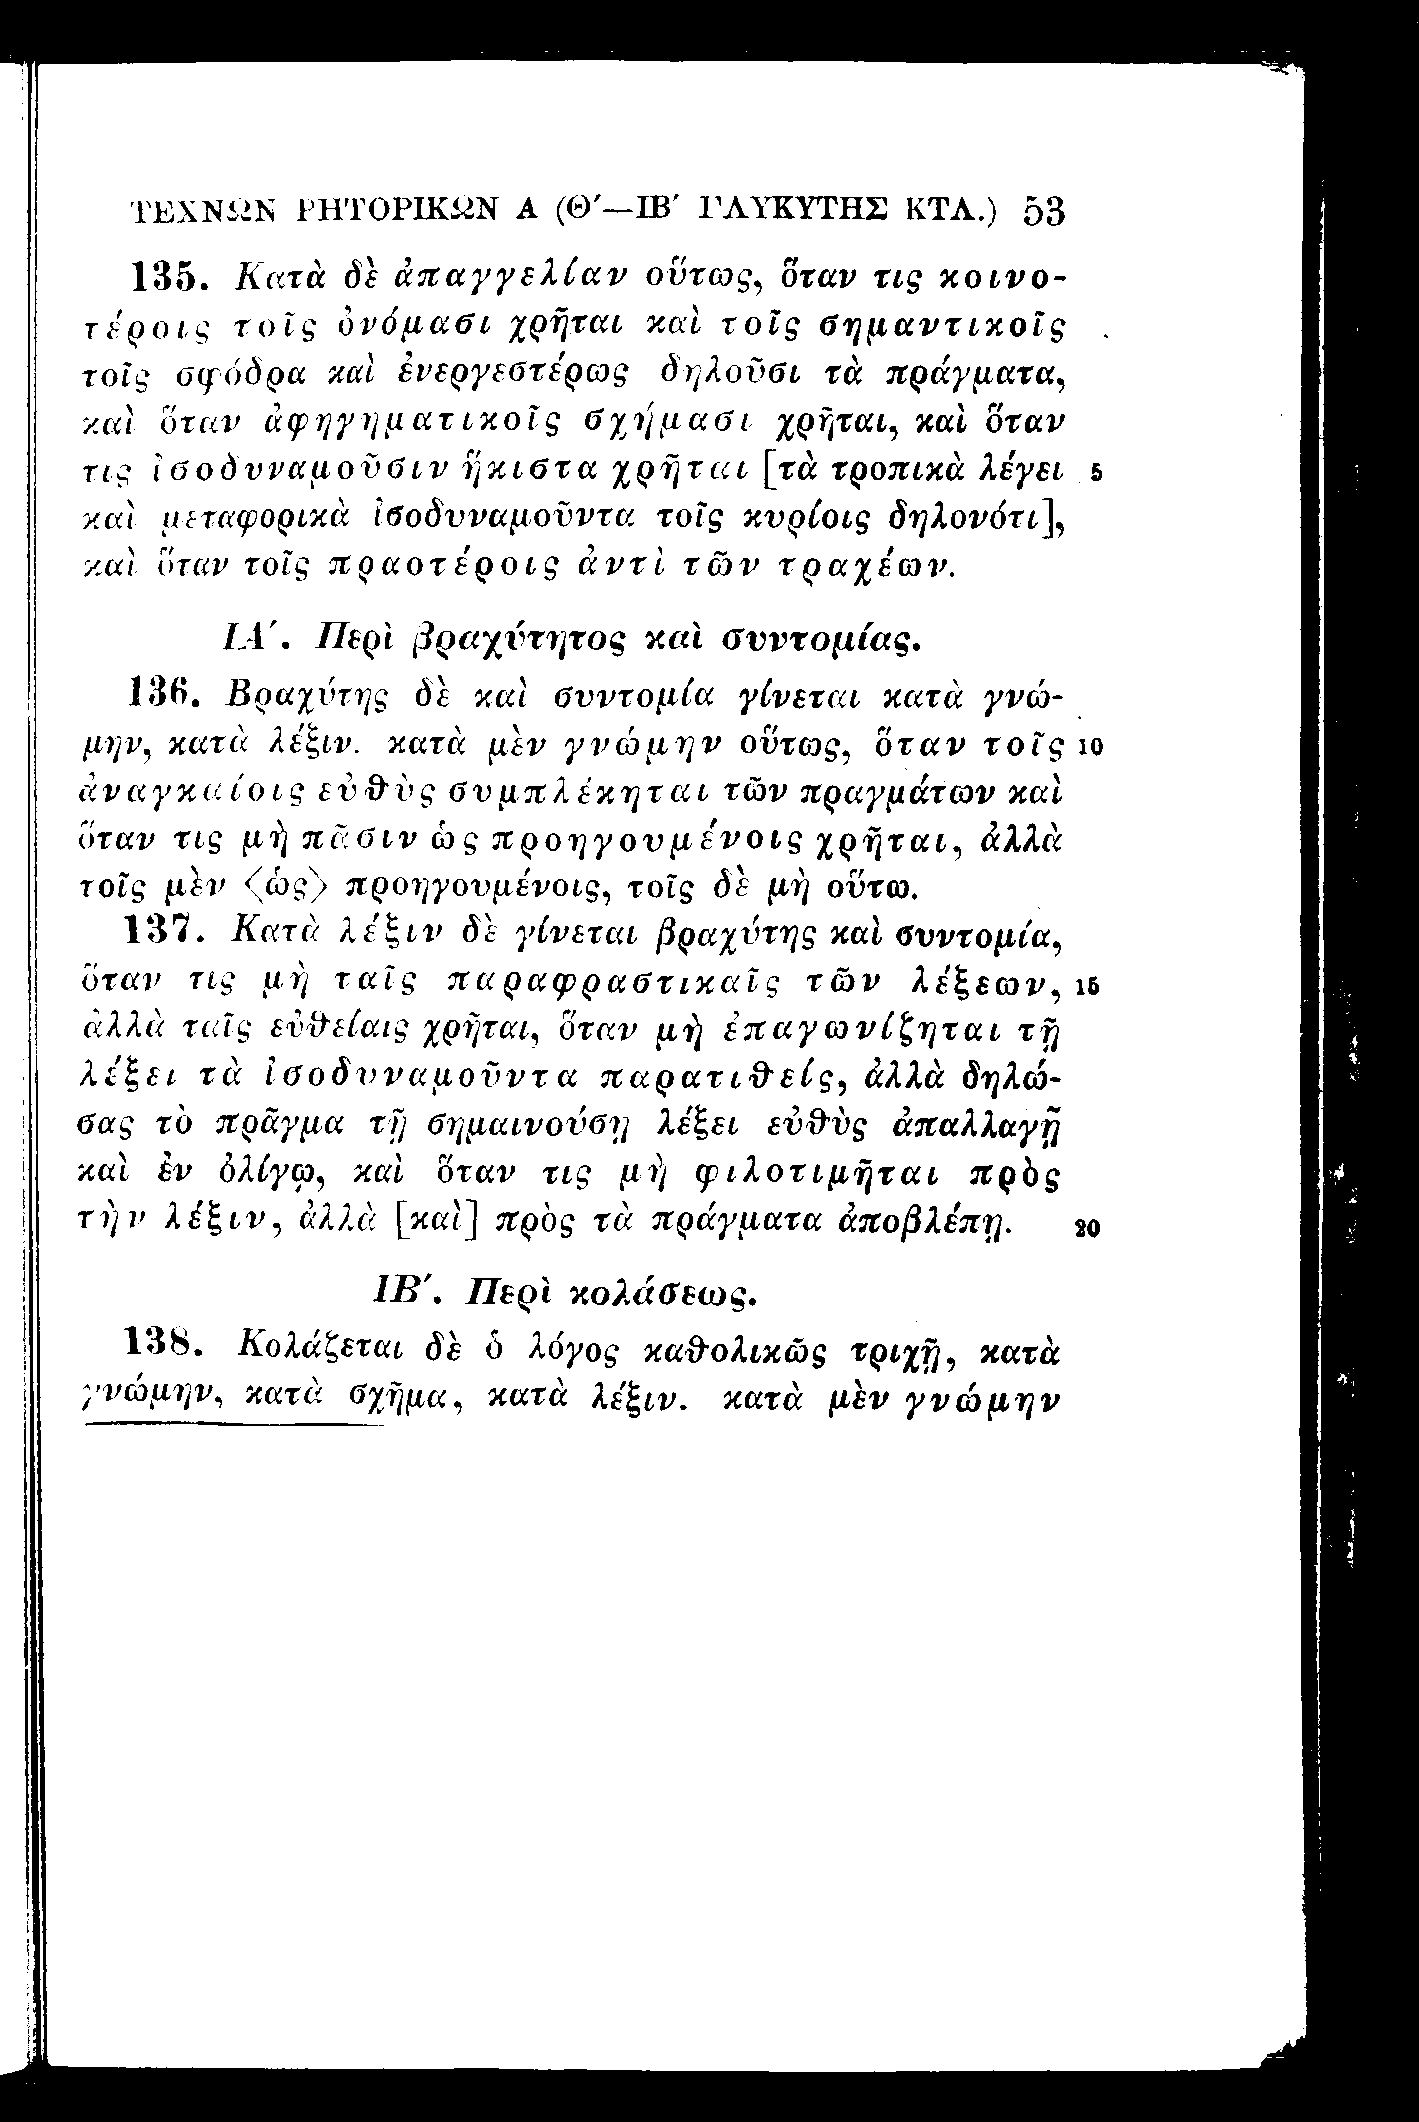 ΤΕΧΝΩΝ ΡΗΤΟΡΙΚΩΝ Α (Θ′—ΙΒ′ ΓΛΥΚΥΤΗΣ ΚΤΛ.) 53
135. Κατὰ δὲ ἀπαγγελίαν οὕτως, ὅταν τις κοινο-
τέροις τοῖς ὀνόμασι χρῆται καὶ τοῖς σημαντικοῖς
τοῖς σφόδρα καὶ ἐνεργεστέρως δηλοῦσι τὰ πράγματα,
καὶ ὅταν ἀφηγηματικοῖς σχήμασι χρῆται, καὶ ὅταν
τις ἰσοδυναμοῦσιν ἥκιστα χρῆται [τὰ τροπικὰ λέγει 5
καὶ μεταφορικὰ ἰσοδυναμοῦντα τοῖς κυρίοις δηλονότι],
καὶ ὅταν τοῖς πραοτέροις ἀντὶ τῶν τραχέων.
ΙΑ′. Περὶ βραχύτητος καὶ συντομίας.
136. Βραχύτης δὲ καὶ συντομία γίνεται κατὰ γνώ-
μην, κατὰ λέξιν. κατὰ μὲν γνώμην οὕτως, ὅταν τοῖς 10
ἀναγκαίοις εὐθὺς συμπλέκηται τῶν πραγμάτων καὶ
ὅταν τις μὴ πᾶσιν ὡς προηγουμένοις χρῆται, ἀλλὰ
τοῖς μὲν ⟨ὡς⟩ προηγουμένοις, τοῖς δὲ μὴ οὕτω.
137. Κατὰ λέξιν δὲ γίνεται βραχύτης καὶ συντομία,
ὅταν τις μὴ ταῖς παραφραστικαῖς τῶν λέξεων, 15
ἀλλὰ ταῖς εὐθείαις χρῆται, ὅταν μὴ ἐπαγωνίζηται τῇ
λέξει τὰ ἰσοδυναμοῦντα παρατιθείς, ἀλλὰ δηλώ-
σας τὸ πρᾶγμα τῇ σημαινούσῃ λέξει εὐθὺς ἀπαλλαγῇ
καὶ ἐν ὀλίγῳ, καὶ ὅταν τις μὴ φιλοτιμῆται πρὸς
τὴν λέξιν, ἀλλὰ [καὶ] πρὸς τὰ πράγματα ἀποβλέπῃ. 20
ΙΒ′. Περὶ κολάσεως.
138. Κολάζεται δὲ ὁ λόγος καθολικῶς τριχῇ, κατὰ
γνώμην, κατὰ σχῆμα, κατὰ λέξιν. κατὰ μὲν γνώμην